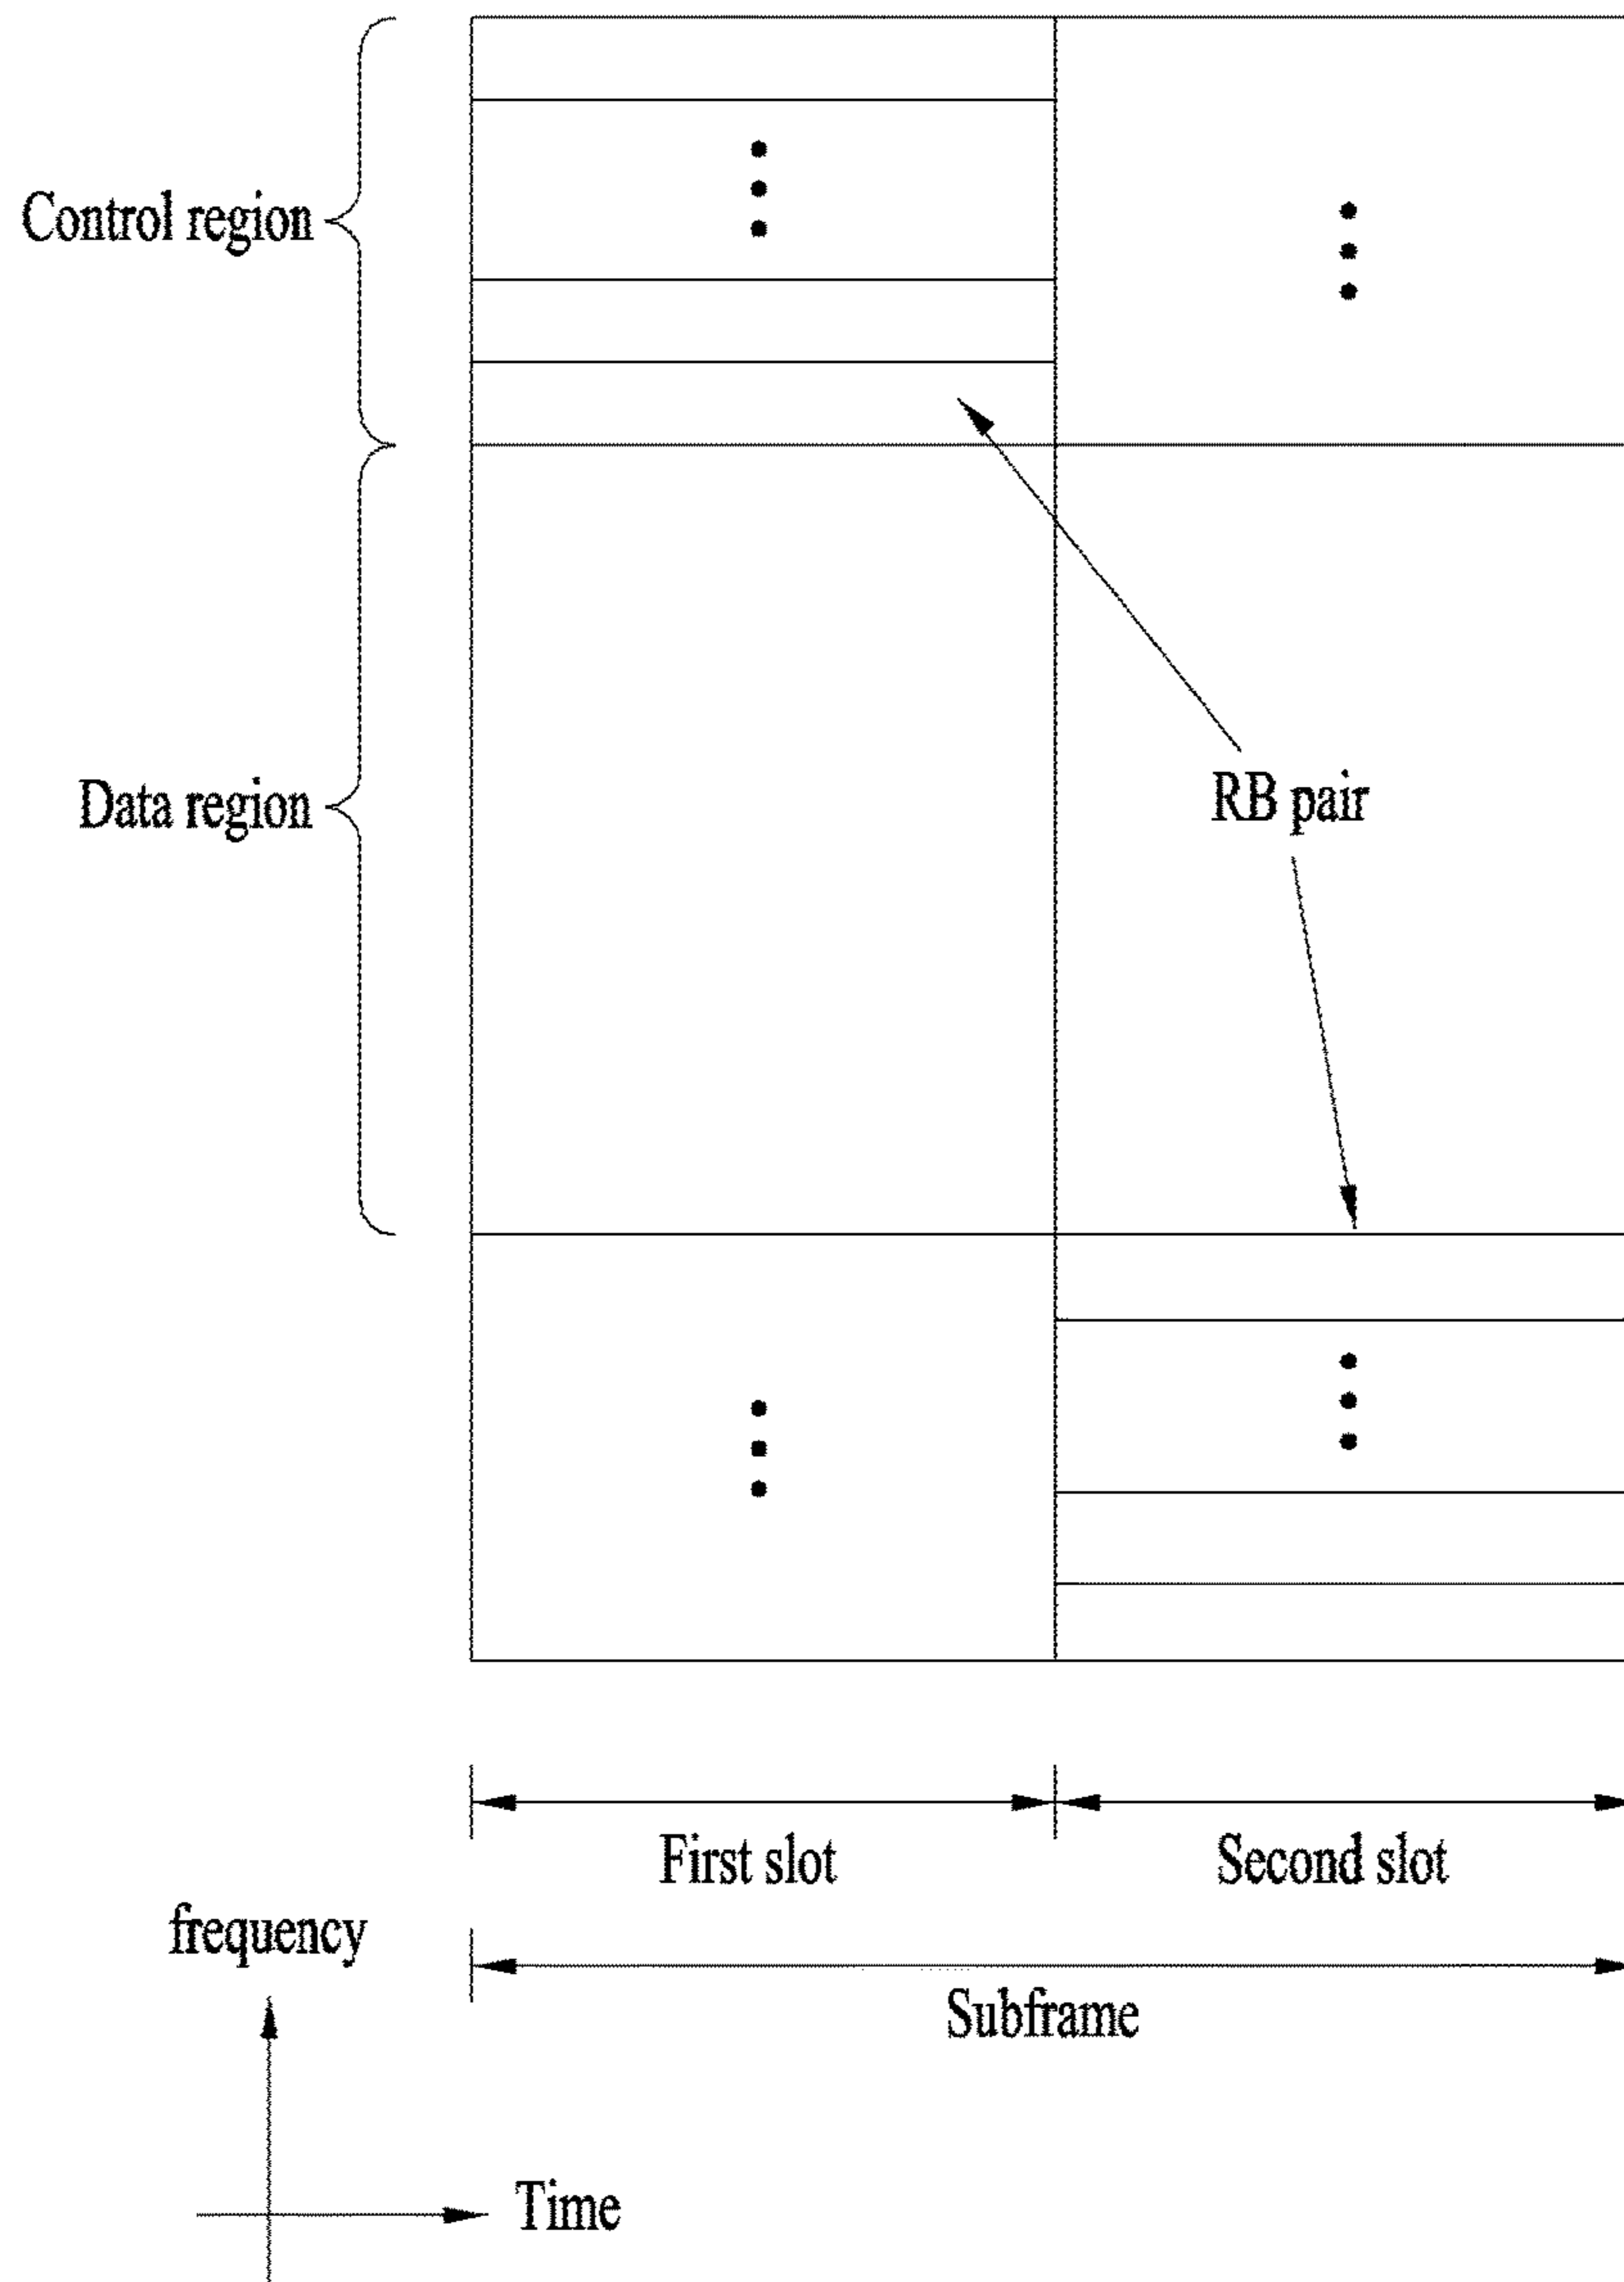 Control region
Data region
RB pair
First slot
Second slot
frequency
Subframe
Time